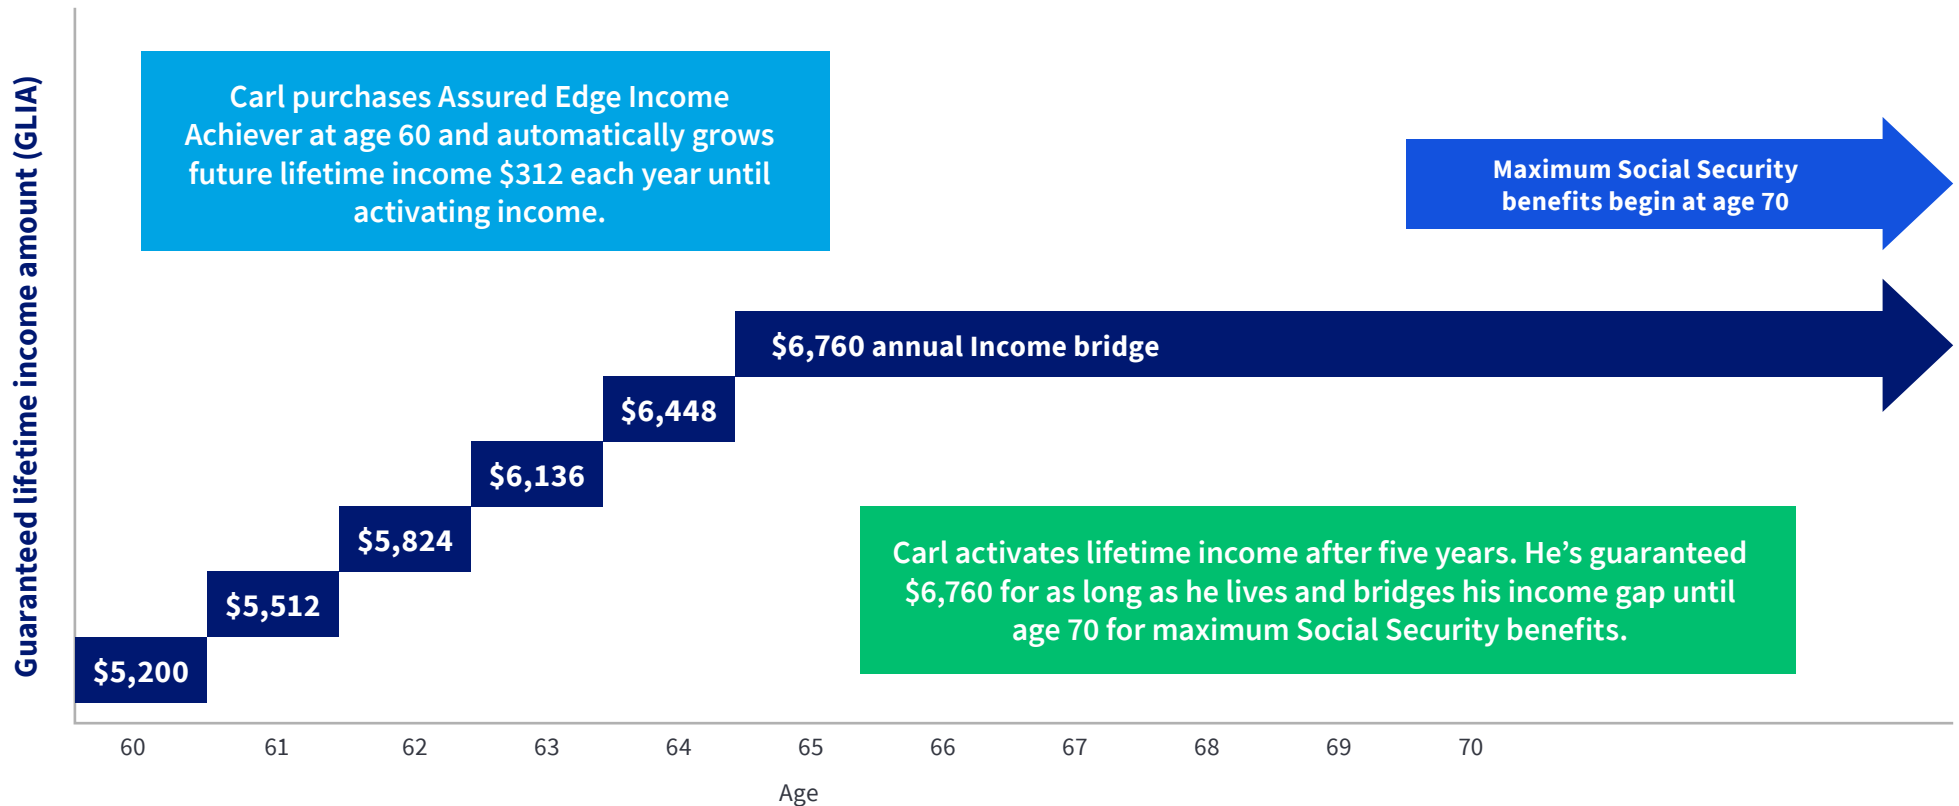 Guaranteed lifetime income amount (GLIA)
Carl purchases Assured Edge Income
Achiever at age 60 and automatically grows
future lifetime income $312 each year until
activating income.
Maximum Social Security
benefits begin at age 70
$6,760 annual Income bridge
$6,448
$6,136
$5,824
$5,512
$5,200
Carl activates lifetime income after five years. He’s guaranteed
$6,760 for as long as he lives and bridges his income gap until
age 70 for maximum Social Security benefits.
60 61 62 63 64 65 66 67 68 69 70
Age